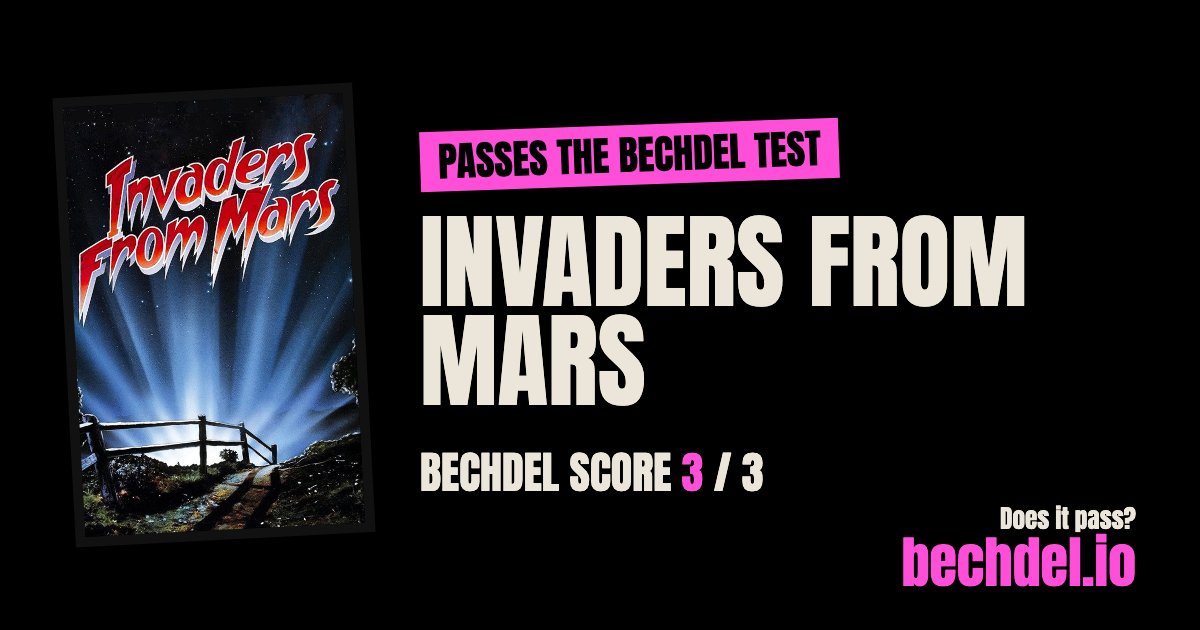 Invaders
From Mars
PASSES THE BECHDEL TEST
INVADERS FROM
MARS
BECHDEL SCORE 3 / 3
Does it pass?
bechdel.io